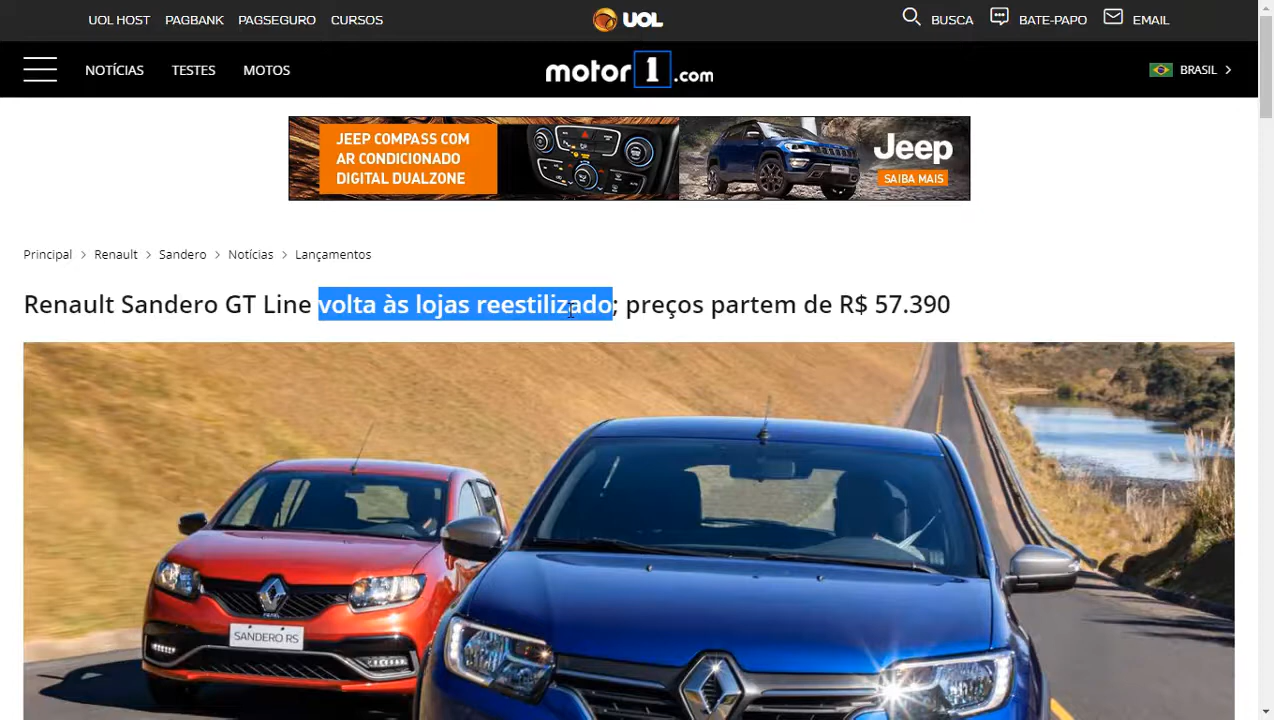 UOL HOST PAGBANK PAGSEGURO CURSOS UOL BUSCA BATE-PAPO EMAIL
NOTÍCIAS TESTES MOTOS motor1.com BRASIL
JEEP COMPASS COM
AR CONDICIONADO
DIGITAL DUALZONE
Jeep
SAIBA MAIS
Principal > Renault > Sandero > Notícias > Lançamentos
Renault Sandero GT Line volta às lojas reestilizado; preços partem de R$ 57.390
SANDERO RS